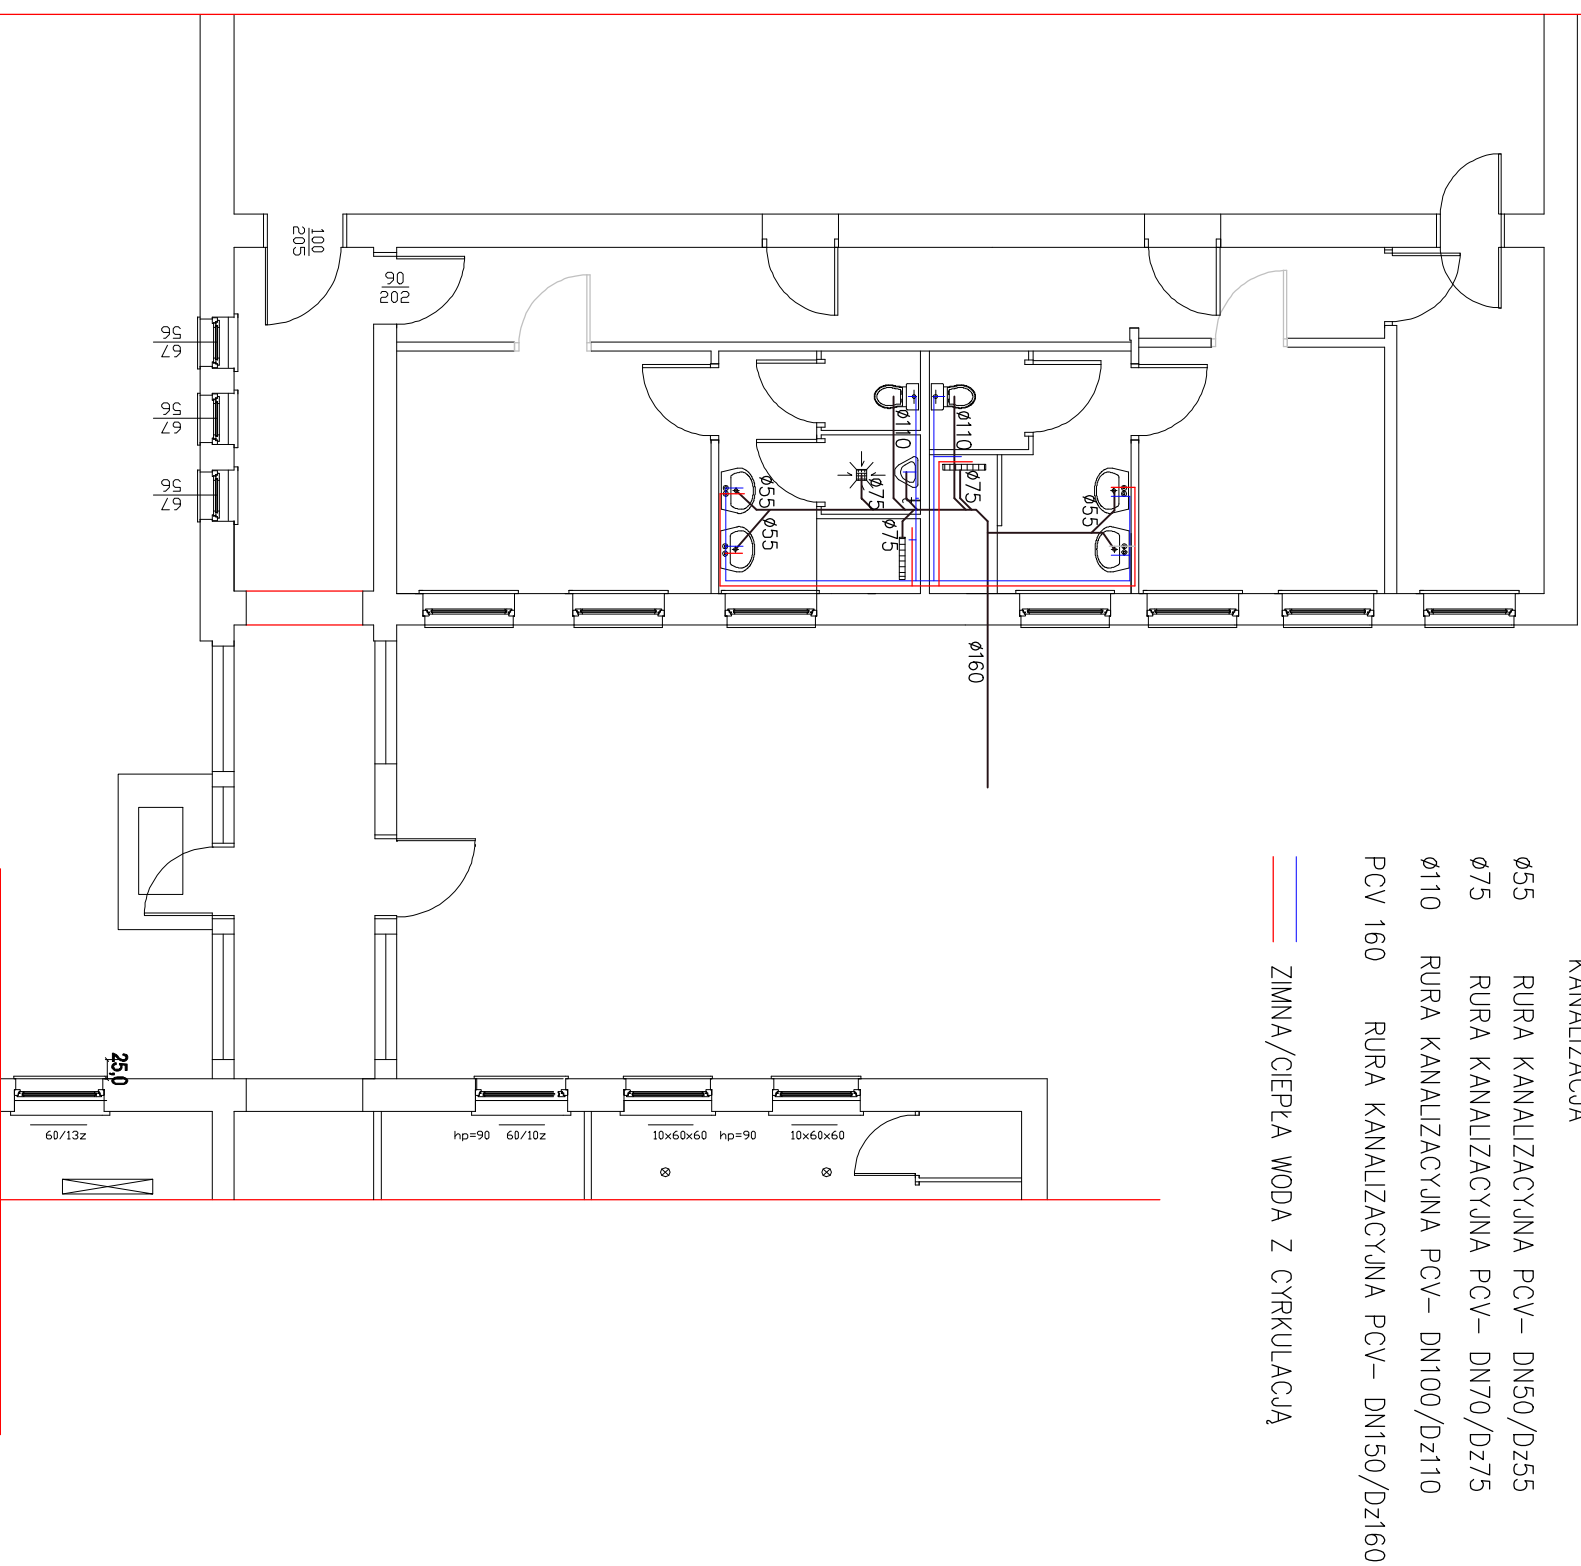 KANALIZACJA
Ø55 RURA KANALIZACYJNA PCV– DN50/Dz55
Ø75 RURA KANALIZACYJNA PCV– DN70/Dz75
Ø110 RURA KANALIZACYJNA PCV– DN100/Dz110
PCV 160 RURA KANALIZACYJNA PCV– DN150/Dz160
ZIMNA/CIEPŁA WODA Z CYRKULACJĄ
100
205
90
202
56
67
56
67
56
67
Ø110
Ø110
Ø75
Ø75
Ø75
Ø55
Ø55
Ø55
Ø160
25,0
60/13z
hp=90
60/10z
10x60x60
hp=90
10x60x60